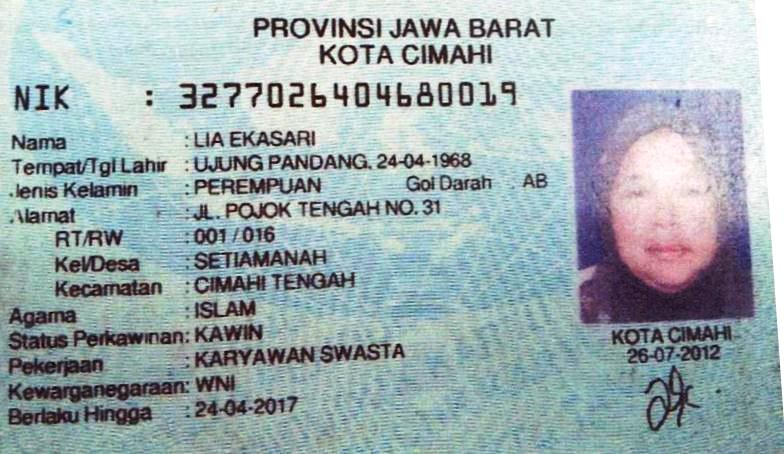 PROVINSI JAWA BARAT
KOTA CIMAHI
NIK : 3277026404680019
Nama : LIA EKASARI
Tempat/Tgl Lahir : UJUNG PANDANG, 24-04-1968
Jenis Kelamin : PEREMPUAN Gol Darah AB
Alamat : JL. POJOK TENGAH NO. 31
RT/RW : 001 / 016
Kel/Desa : SETIAMANAH
Kecamatan : CIMAHI TENGAH
Agama : ISLAM
Status Perkawinan: KAWIN
Pekerjaan : KARYAWAN SWASTA
Kewarganegaraan: WNI
Berlaku Hingga : 24-04-2017
KOTA CIMAHI
26-07-2012